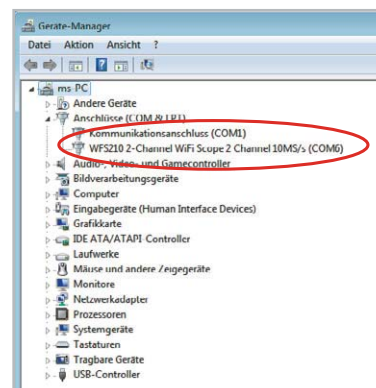 Geräte-Manager
Datei Aktion Ansicht ?
ms-PC
Andere Geräte
Anschlüsse (COM & LPT)
Kommunikationsanschluss (COM1)
WFS210 2-Channel WiFi Scope 2 Channel 10MS/s (COM6)
Audio-, Video- und Gamecontroller
Bildverarbeitungsgeräte
Computer
Eingabegeräte (Human Interface Devices)
Grafikkarte
IDE ATA/ATAPI-Controller
Laufwerke
Mäuse und andere Zeigegeräte
Monitore
Netzwerkadapter
Prozessoren
Systemgeräte
Tastaturen
Tragbare Geräte
USB-Controller